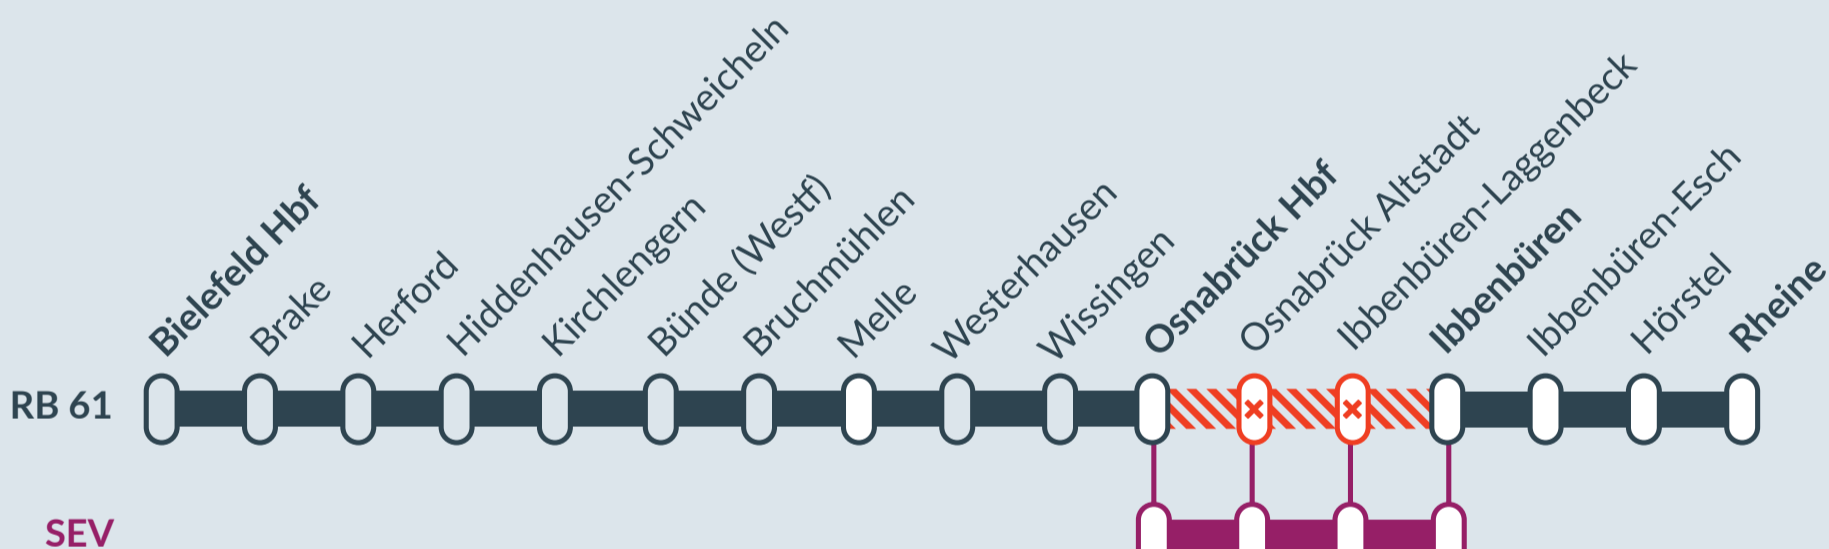 Bielefeld Hbf
Brake
Herford
Hiddenhausen-Schweicheln
Kirchlengern
Bünde (Westf)
Bruchmühlen
Melle
Westerhausen
Wissingen
Osnabrück Hbf
Osnabrück Altstadt
Ibbenbüren-Laggenbeck
Ibbenbüren
Ibbenbüren-Esch
Hörstel
Rheine
RB 61
SEV